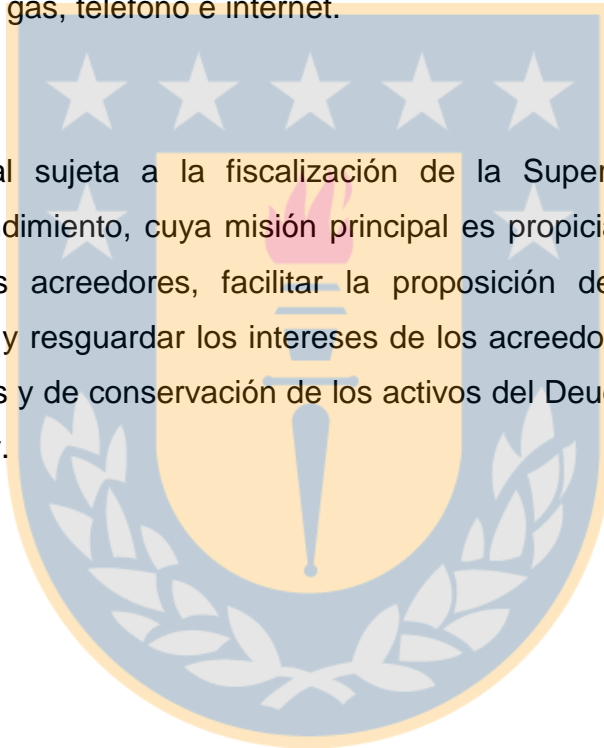 gas, teléfono e internet.
al sujeta a la fiscalización de la Super
dimiento, cuya misión principal es propicia
s acreedores, facilitar la proposición de
y resguardar los intereses de los acreedo
s y de conservación de los activos del Deu
.